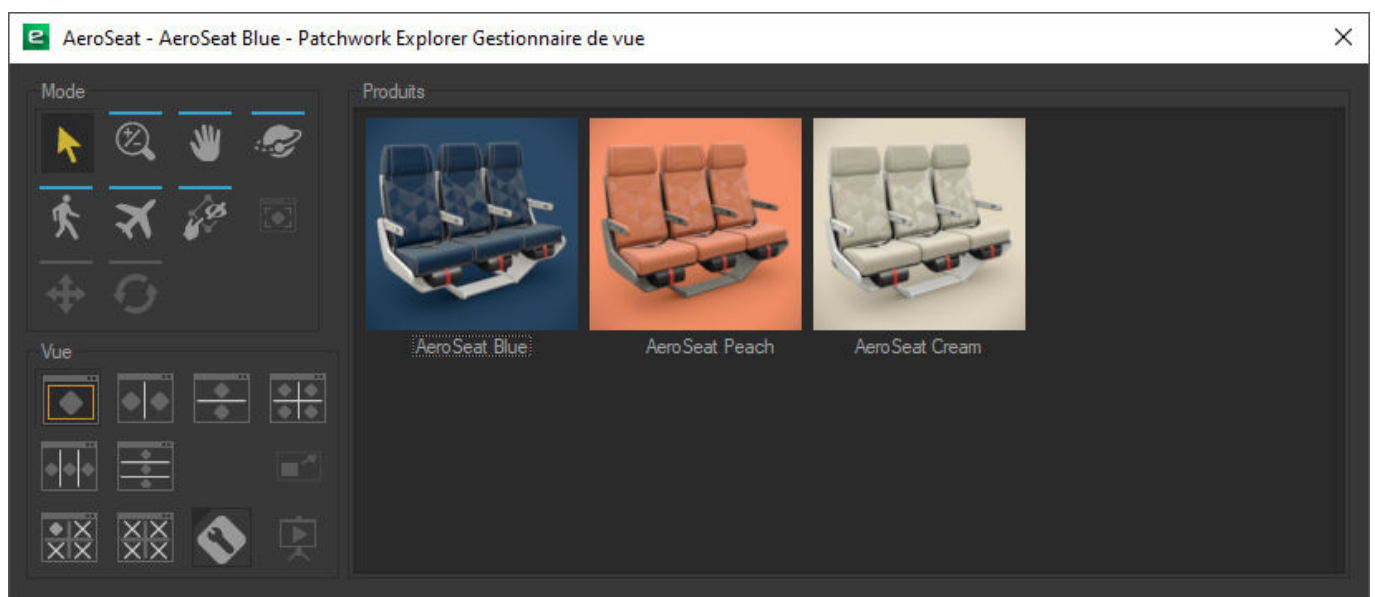 AeroSeat - AeroSeat Blue - Patchwork Explorer Gestionnaire de vue
Mode
Produits
AeroSeat Blue
AeroSeat Peach
AeroSeat Cream
Vue